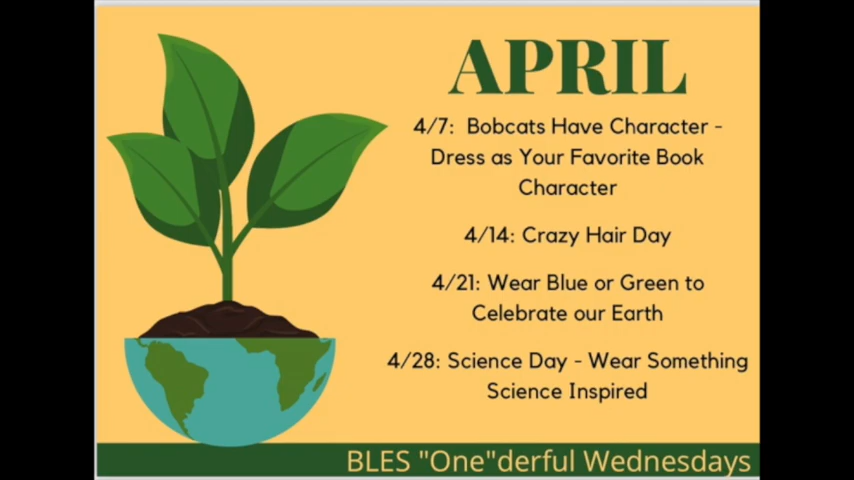 APRIL
4/7: Bobcats Have Character -
Dress as Your Favorite Book
Character
4/14: Crazy Hair Day
4/21: Wear Blue or Green to
Celebrate our Earth
4/28: Science Day - Wear Something
Science Inspired
BLES "One"derful Wednesdays